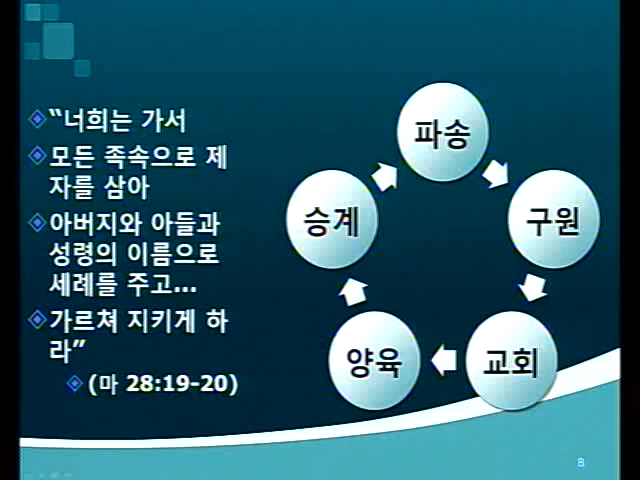 “너희는 가서
모든 족속으로 제
자를 삼아
아버지와 아들과
성령의 이름으로
세례를 주고...
가르쳐 지키게 하
라”
(마 28:19-20)
파송
구원
교회
양육
승계
8